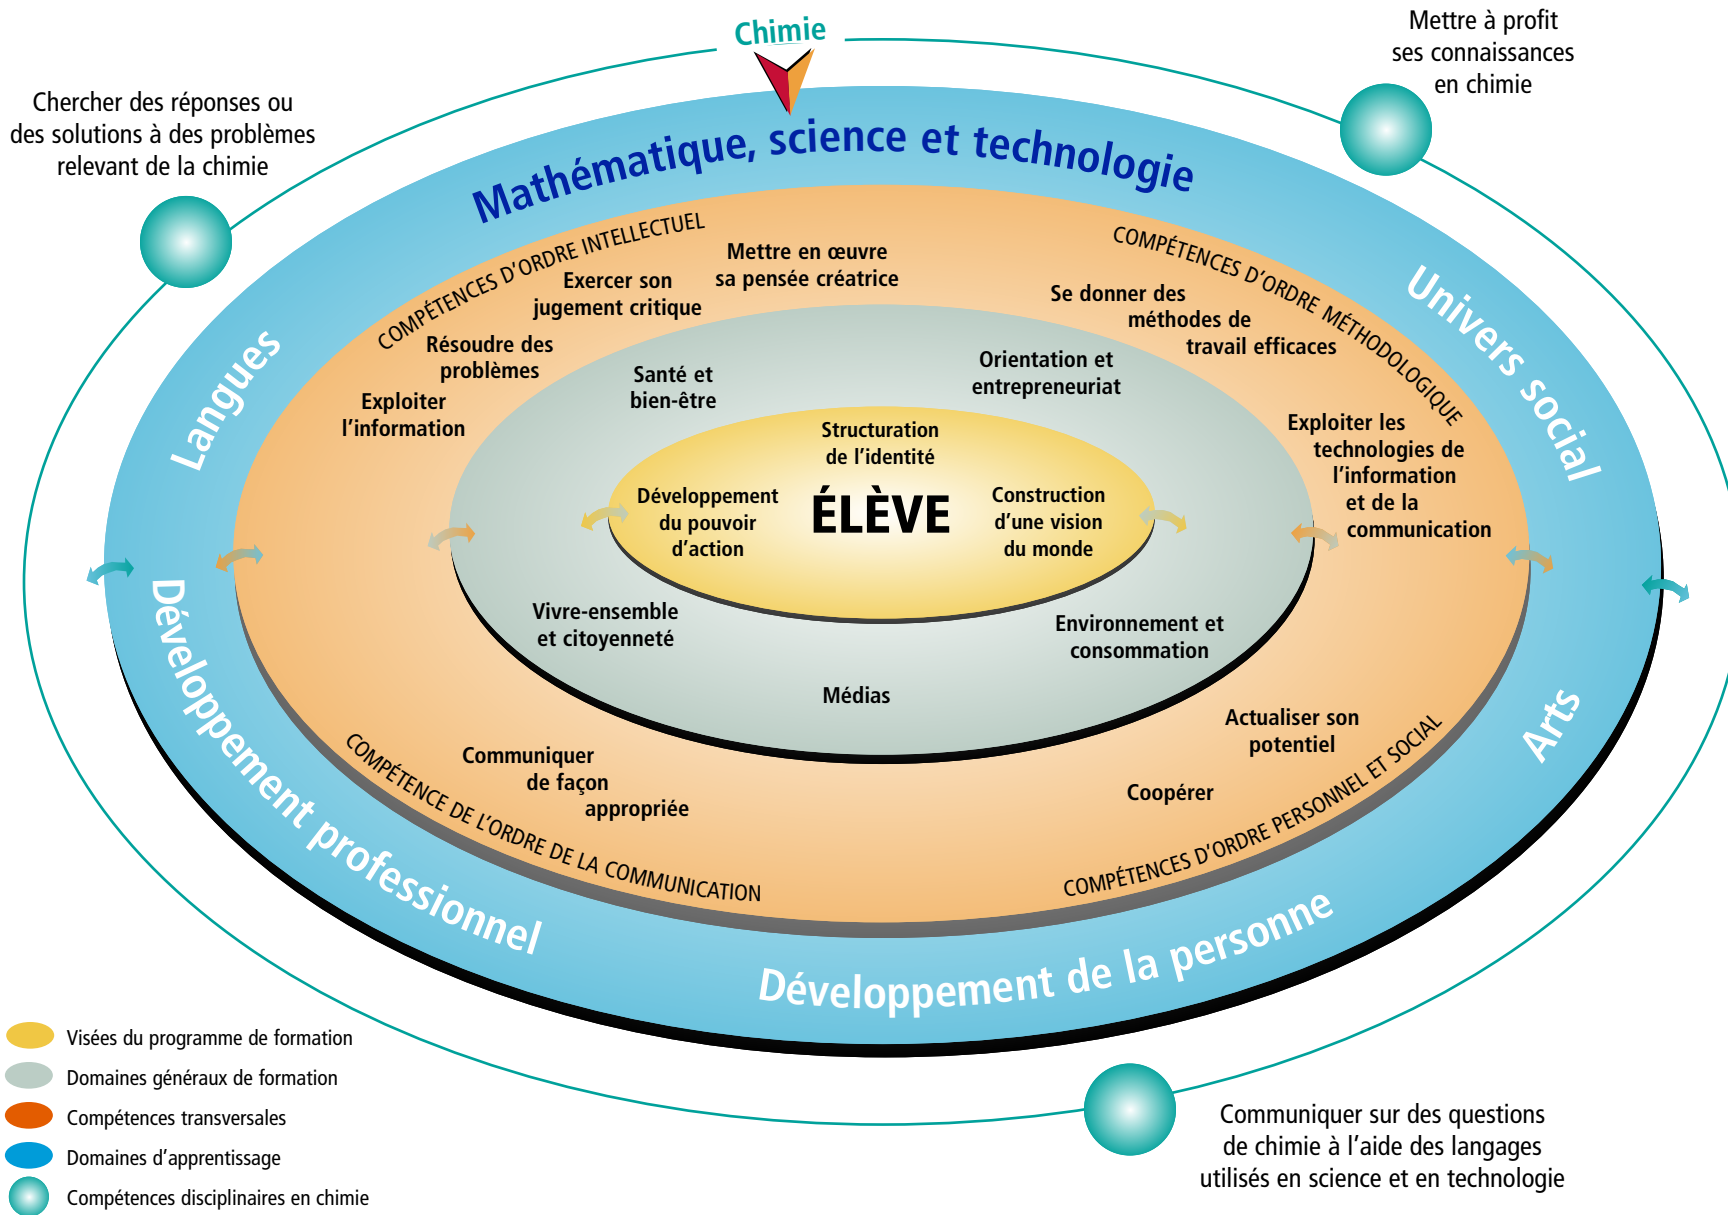 Chimie
Mettre à profit
ses connaissances
en chimie
Chercher des réponses ou
des solutions à des problèmes
relevant de la chimie
Mathématique, science et technologie
Langues
Univers social
COMPÉTENCES D'ORDRE INTELLECTUEL
COMPÉTENCES D'ORDRE MÉTHODOLOGIQUE
Mettre en œuvre
sa pensée créatrice
Exercer son
jugement critique
Résoudre des
problèmes
Exploiter
l'information
Se donner des
méthodes de
travail efficaces
Exploiter les
technologies de
l'information
et de la
communication
Santé et
bien-être
Orientation et
entrepreneuriat
Structuration
de l'identité
Développement
du pouvoir
d'action
ÉLÈVE
Construction
d'une vision
du monde
Vivre-ensemble
et citoyenneté
Environnement et
consommation
Médias
Communiquer
de façon
appropriée
Actualiser son
potentiel
Coopérer
COMPÉTENCE DE L'ORDRE DE LA COMMUNICATION
COMPÉTENCES D'ORDRE PERSONNEL ET SOCIAL
Développement professionnel
Développement de la personne
Arts
Visées du programme de formation
Domaines généraux de formation
Compétences transversales
Domaines d'apprentissage
Compétences disciplinaires en chimie
Communiquer sur des questions
de chimie à l'aide des langages
utilisés en science et en technologie